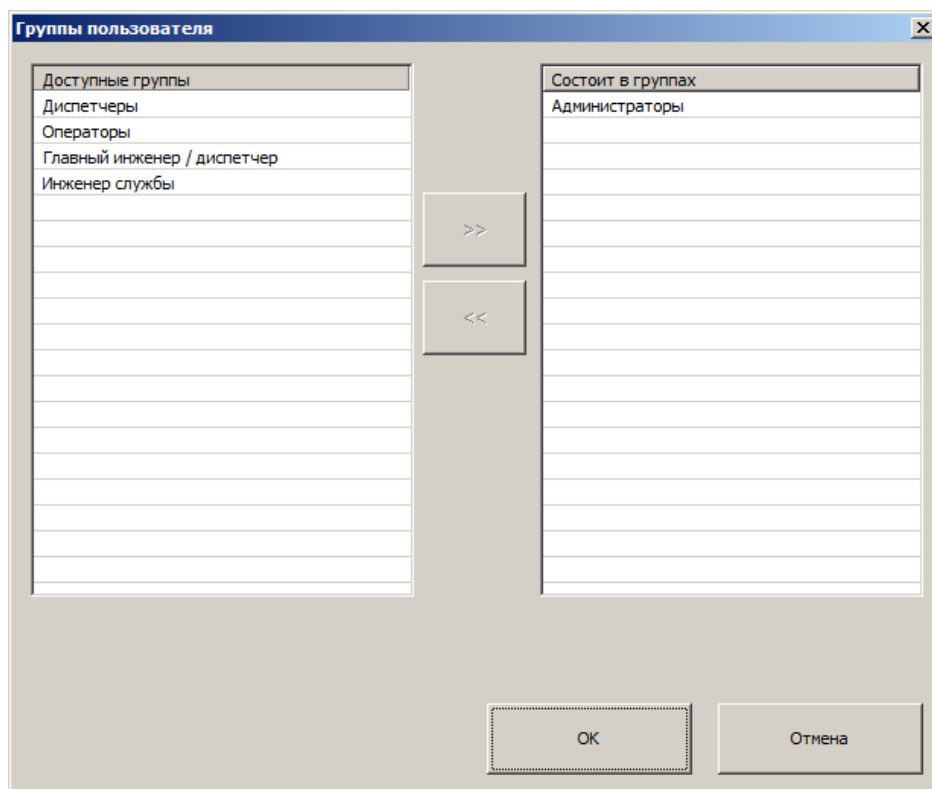 Группы пользователя
Доступные группы
Диспетчеры
Операторы
Главный инженер / диспетчер
Инженер службы
>>
<<
Состоит в группах
Администраторы
OK
Отмена